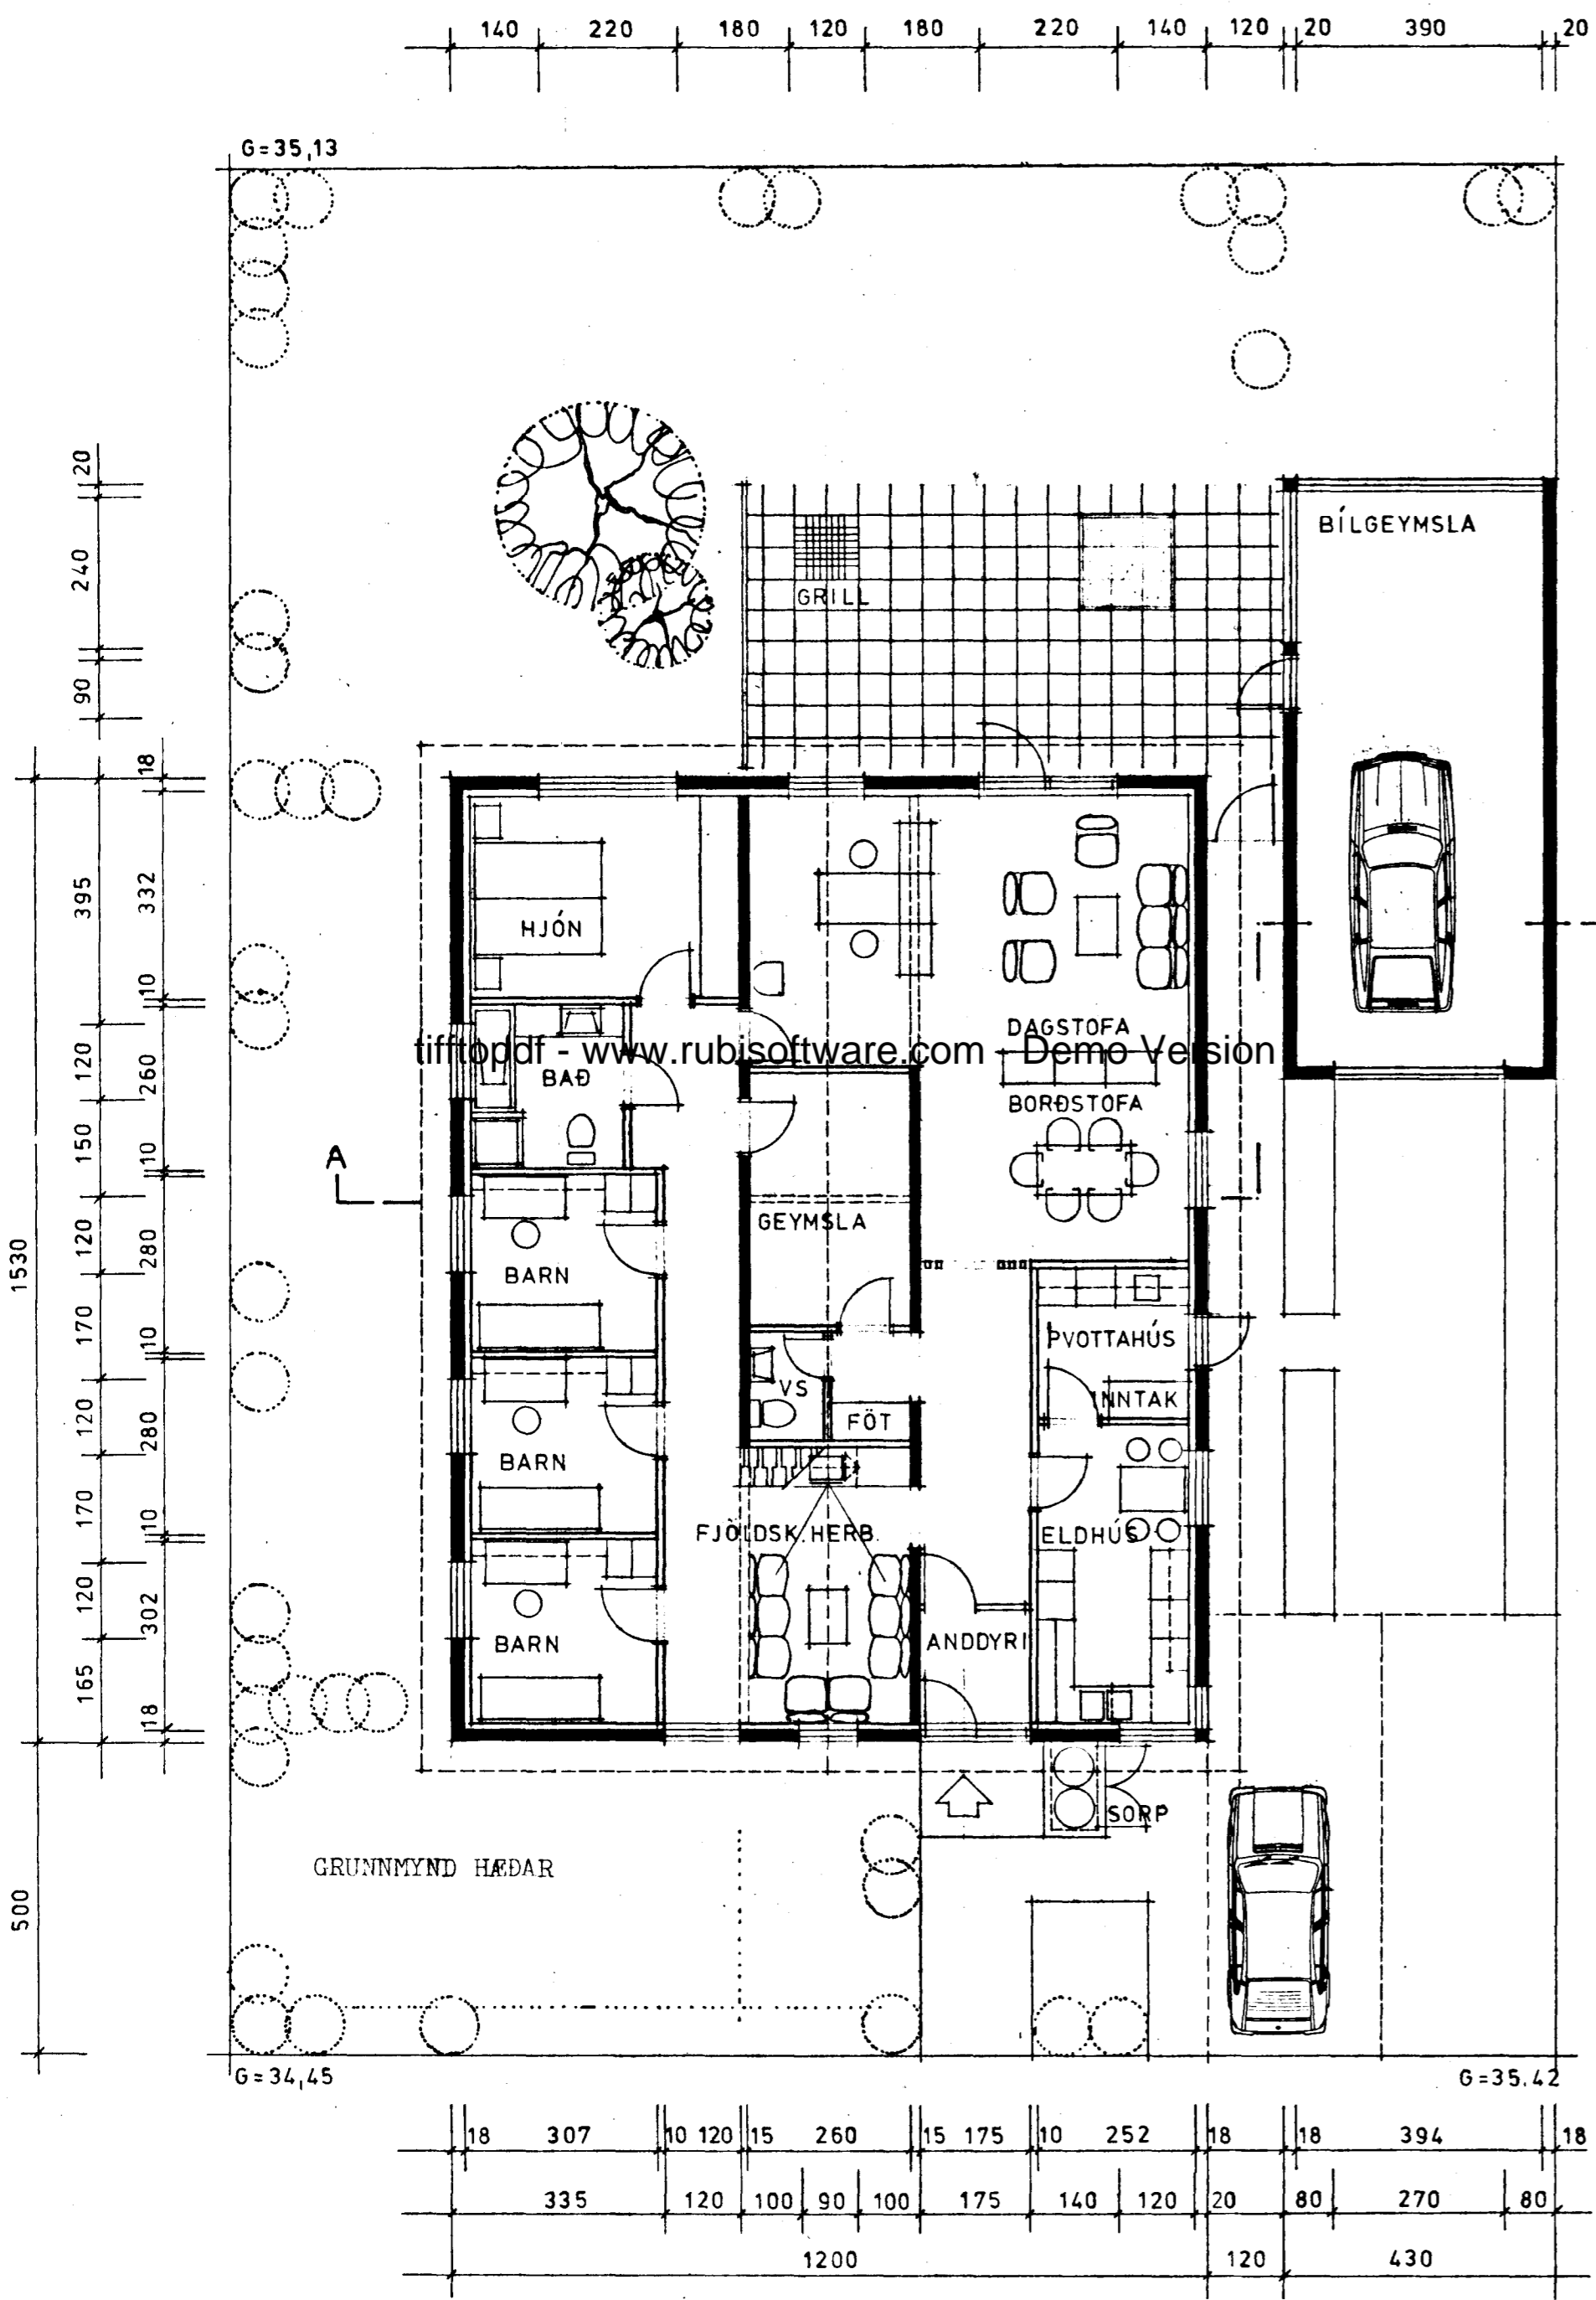 140 220 180 120 180 220 140 120 20 390 20
G=35,13
20
240
90
BÍLGEYMSLA
GRILL
18
395
332
10
120
260
150
10
120
280
170
10
120
280
170
10
120
302
165
18
1530
500
HJÓN
DAGSTOFA
tifftopdf - www.rubisoftware.com - Demo Version
BAÐ
BORÐSTOFA
A
GEYMSLA
BARN
ÞVOTTAHÚS
VS
INNTAK
FÖT
BARN
FJÖLDSK.HERB.
ELDHÚS
BARN
ANDDYRI
SORP
GRUNNMYND HÆÐAR
G=34,45
G=35.42
18 307 10 120 15 260 15 175 10 252 18 18 394 18
335 120 100 90 100 175 140 120 20 80 270 80
1200 120 430